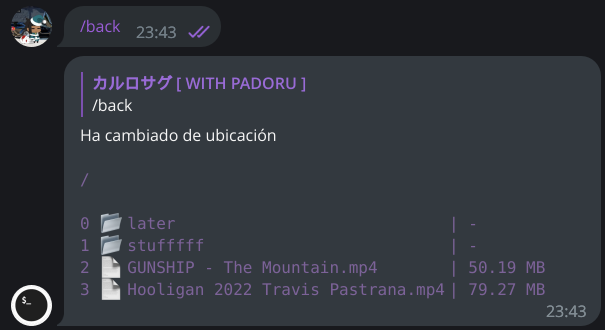 /back 23:43
カルロサグ [ WITH PADORU ]
/back
Ha cambiado de ubicación
/
0 later | -
1 stufffff | -
2 GUNSHIP - The Mountain.mp4 | 50.19 MB
3 Hooligan 2022 Travis Pastrana.mp4 | 79.27 MB
$_
23:43